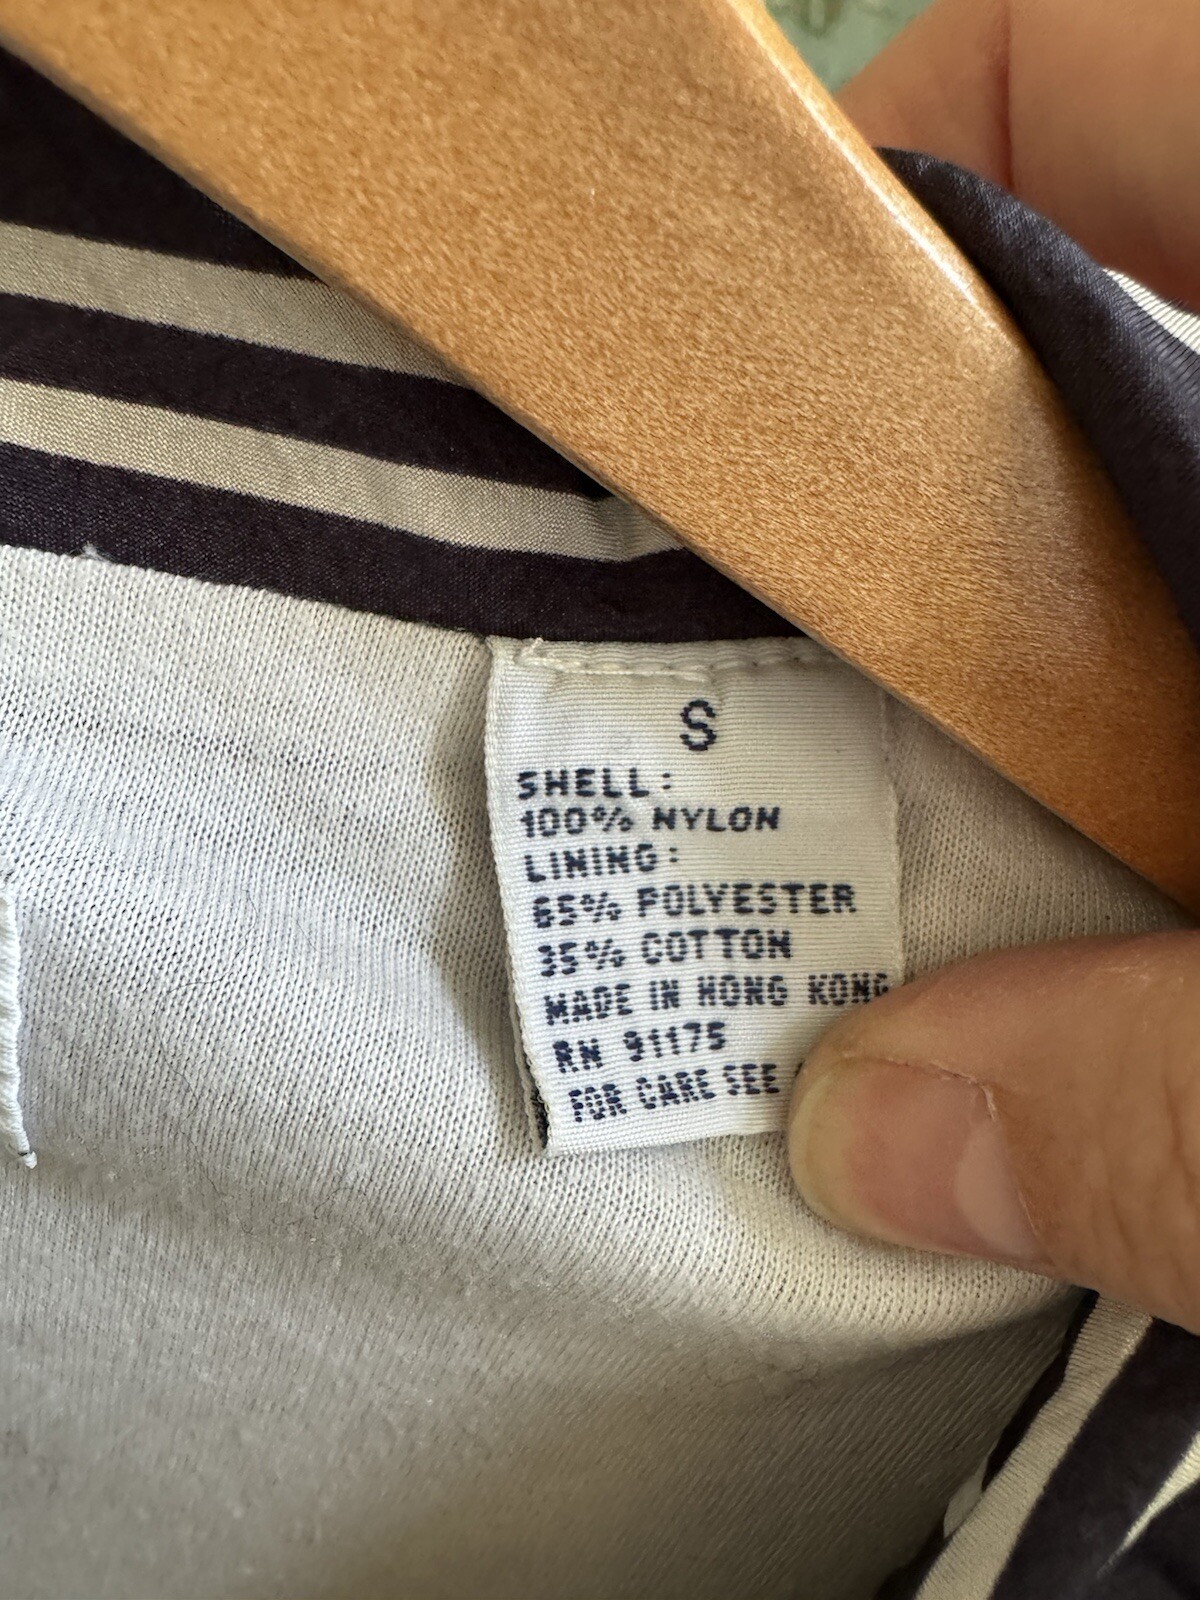 S
SHELL:
100% NYLON
LINING:
65% POLYESTER
35% COTTON
MADE IN HONG KONG
RN 91175
FOR CARE SEE